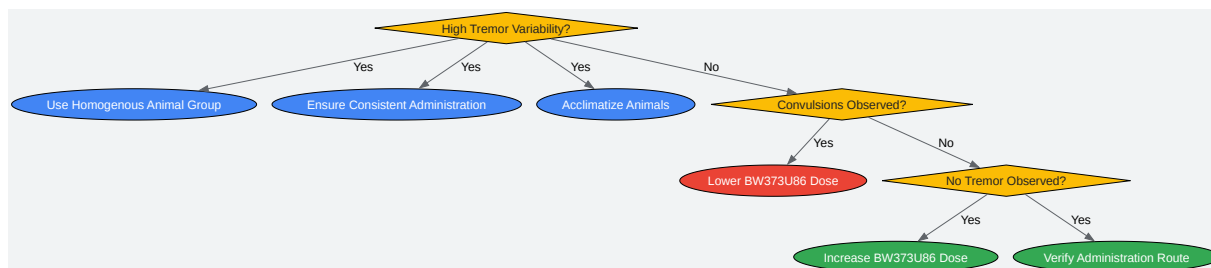 High Tremor Variability?
Yes
Yes
Yes
No
Use Homogenous Animal Group
Ensure Consistent Administration
Acclimatize Animals
Convulsions Observed?
Yes
No
Lower BW373U86 Dose
No Tremor Observed?
Yes
Yes
Increase BW373U86 Dose
Verify Administration Route